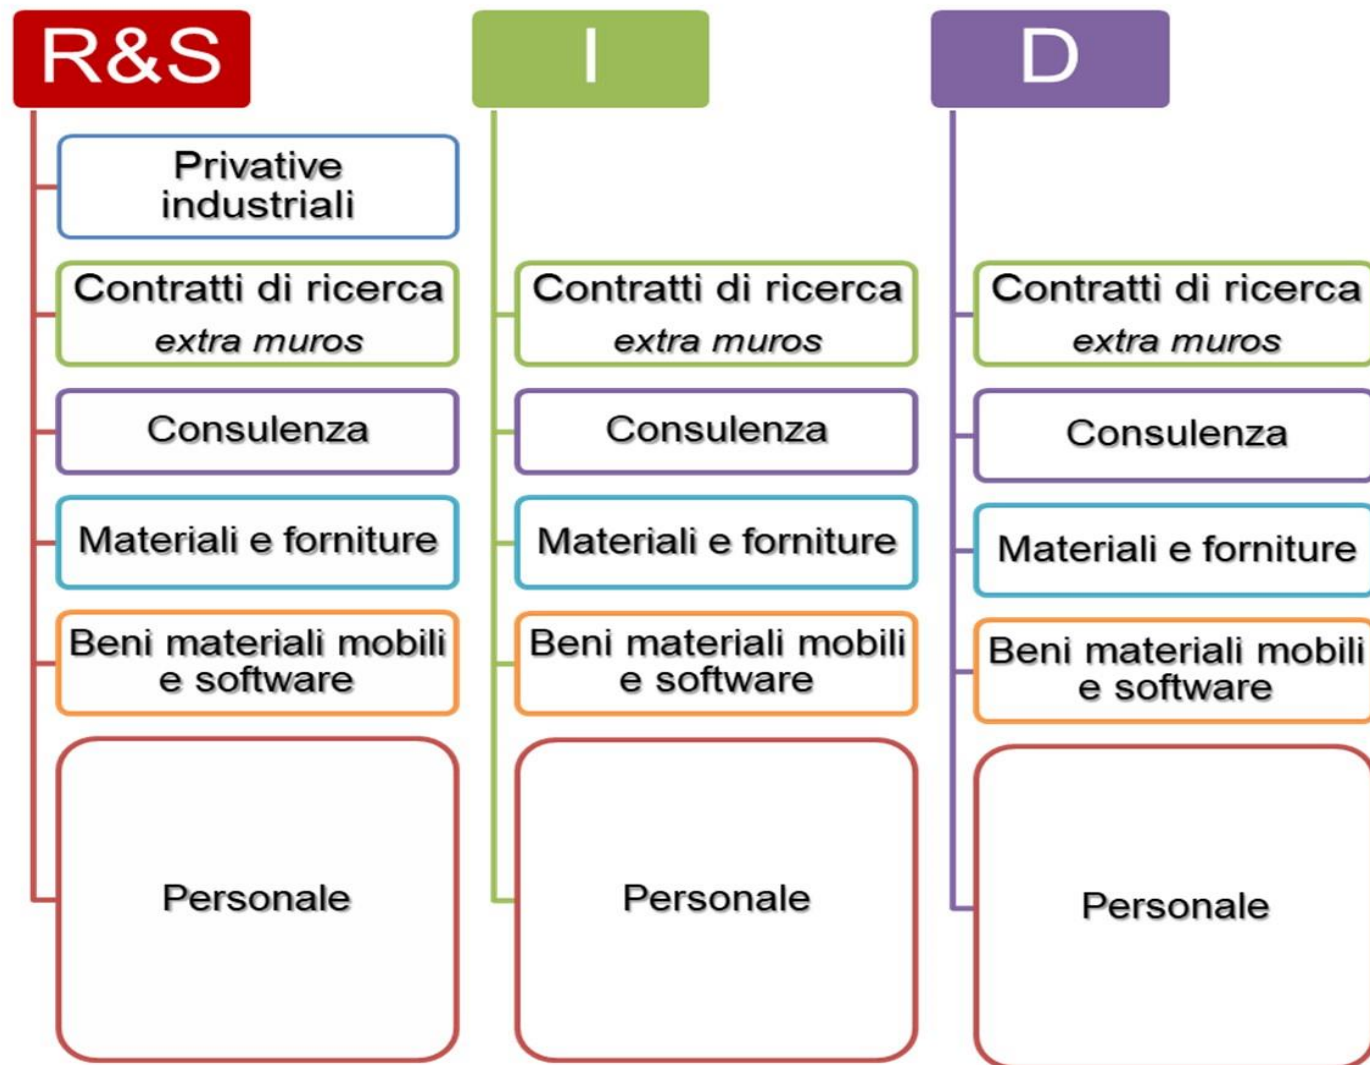 R&S
Privative
industriali
Contratti di ricerca
extra muros
Consulenza
Materiali e forniture
Beni materiali mobili
e software
Personale
I
Contratti di ricerca
extra muros
Consulenza
Materiali e forniture
Beni materiali mobili
e software
Personale
D
Contratti di ricerca
extra muros
Consulenza
Materiali e forniture
Beni materiali mobili
e software
Personale